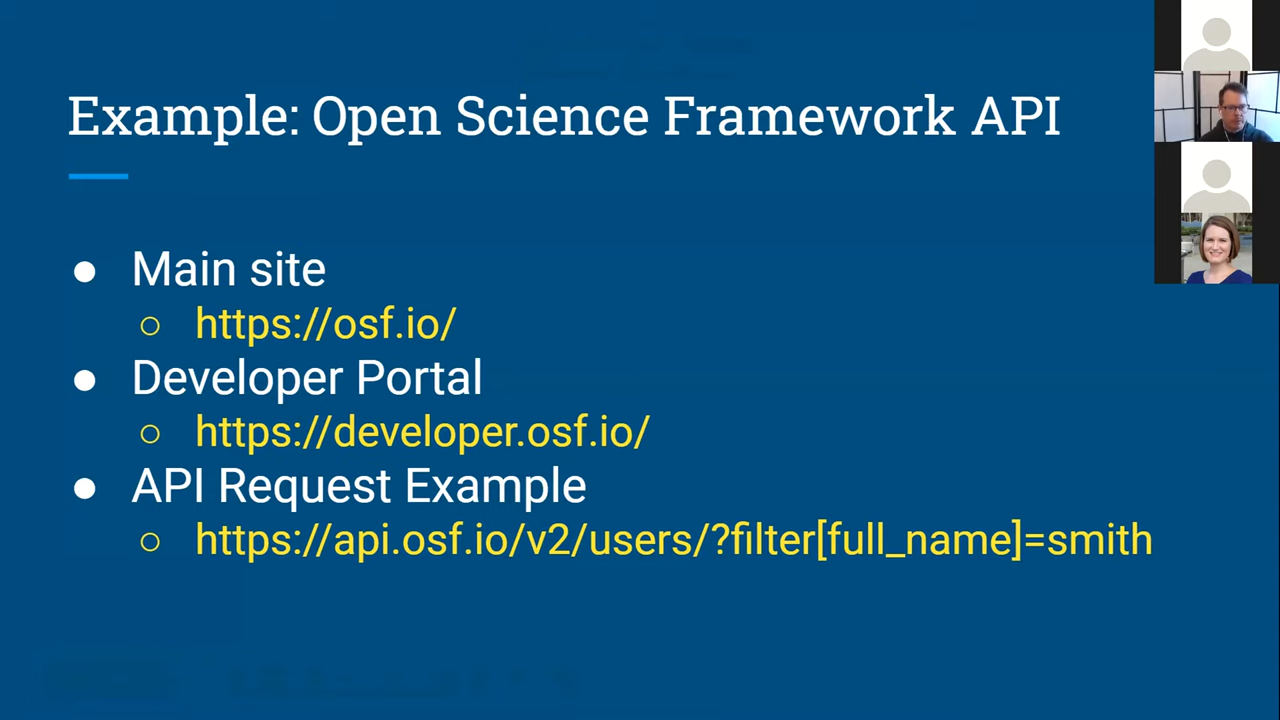 Example: Open Science Framework API
● Main site
○ https://osf.io/
● Developer Portal
○ https://developer.osf.io/
● API Request Example
○ https://api.osf.io/v2/users/?filter[full_name]=smith